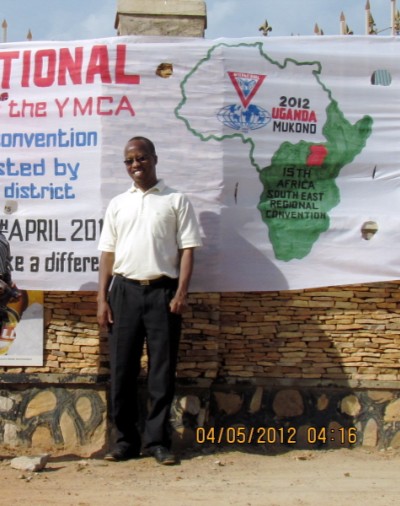 TIONAL
the YMCA
onvention
sted by
district
APRIL 201
ke a differe
2012
UGANDA
MUKONO
15TH
AFRICA
SOUTH EAST
REGIONAL
CONVENTION
04/05/2012 04:16